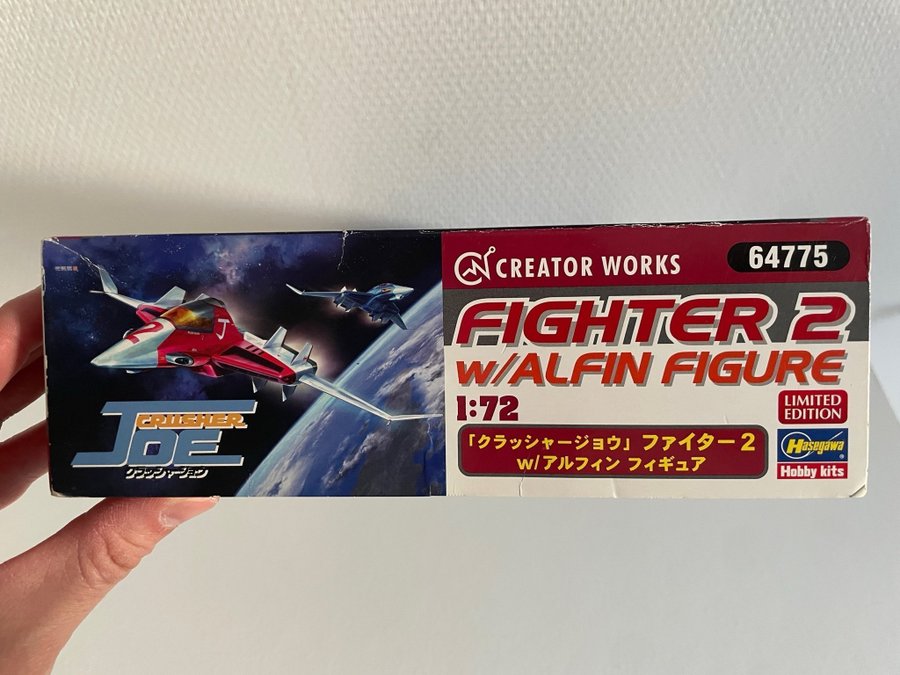 CREATOR WORKS
64775
FIGHTER 2
W/ALFIN FIGURE
1:72
LIMITED
EDITION
「クラッシャージョウ」ファイター2
w/アルフィン フィギュア
Hasegawa
Hobby kits
CRUSHER
JOE
クラッシャージョウ
2
J